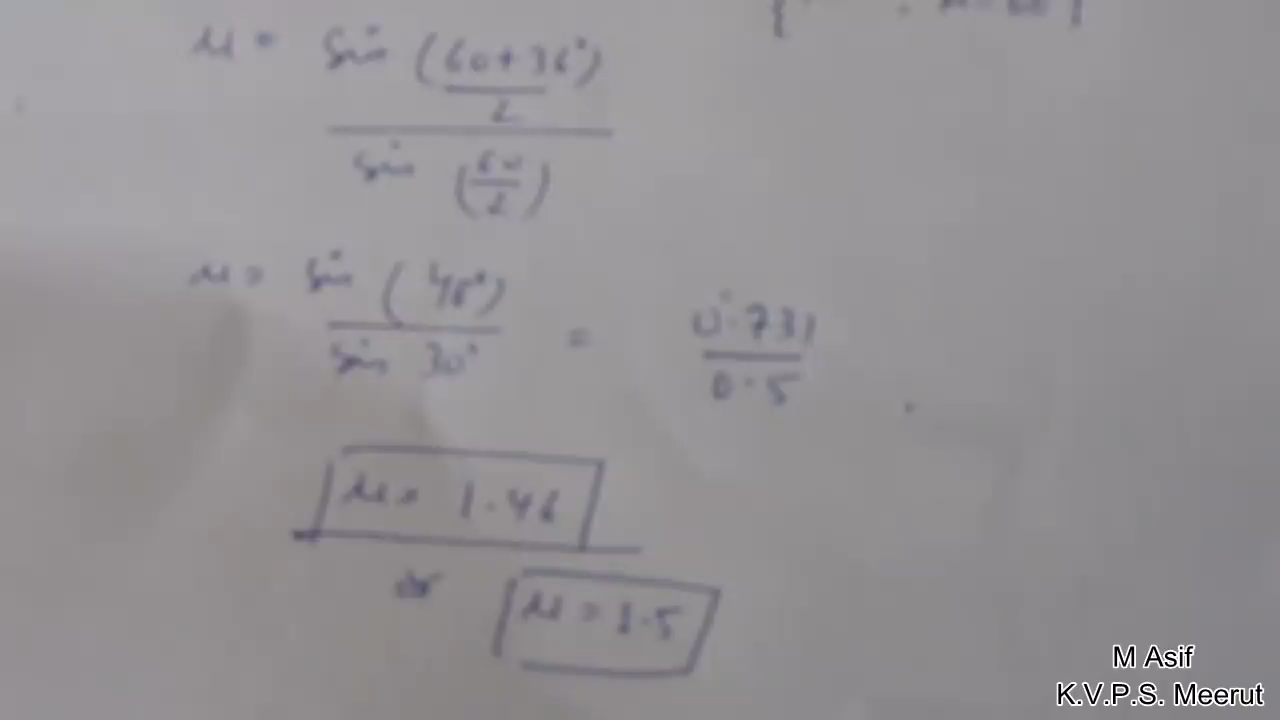 μ = sin (60+36°)/2
sin (60/2)
μ = sin (48°) / sin 30° = 0.731 / 0.5
μ = 1.46
or μ = 1.5
M Asif
K.V.P.S. Meerut